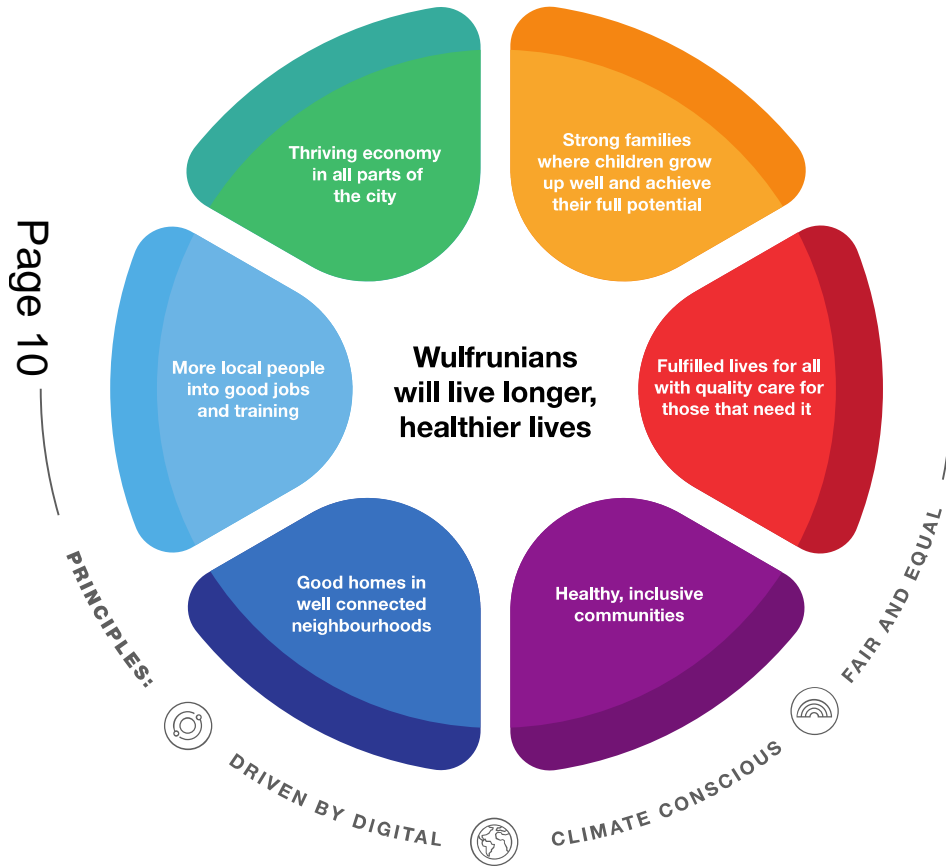 Thriving economy
in all parts of
the city
Strong families
where children grow
up well and achieve
their full potential
Page 10
More local people
into good jobs
and training
Wulfrunians
will live longer,
healthier lives
Fulfilled lives for all
with quality care for
those that need it
Good homes in
well connected
neighbourhoods
Healthy, inclusive
communities
PRINCIPLES:
DRIVEN BY DIGITAL
CLIMATE CONSCIOUS
FAIR AND EQUAL